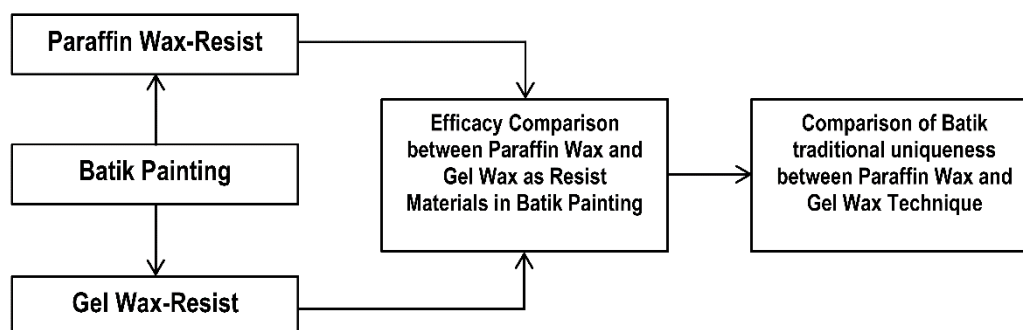 Paraffin Wax-Resist
Batik Painting
Gel Wax-Resist
Efficacy Comparison
between Paraffin Wax and
Gel Wax as Resist
Materials in Batik Painting
Comparison of Batik
traditional uniqueness
between Paraffin Wax and
Gel Wax Technique